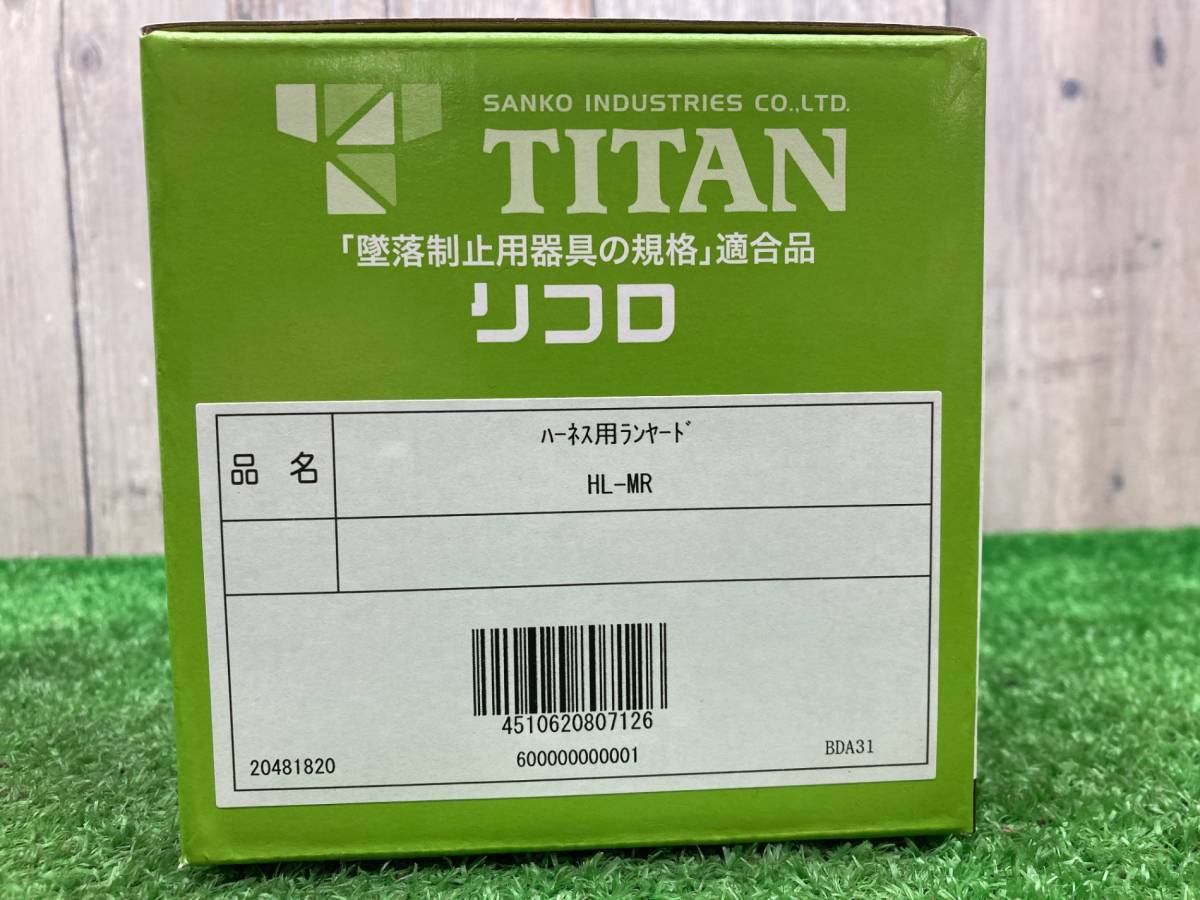 SANKO INDUSTRIES CO.,LTD.
TITAN
「墜落制止用器具の規格」適合品
リコロ
品 名
ﾊｰﾈｽ用ﾗﾝﾔｰﾄﾞ
HL-MR
4510620807126
20481820
600000000001
BDA31